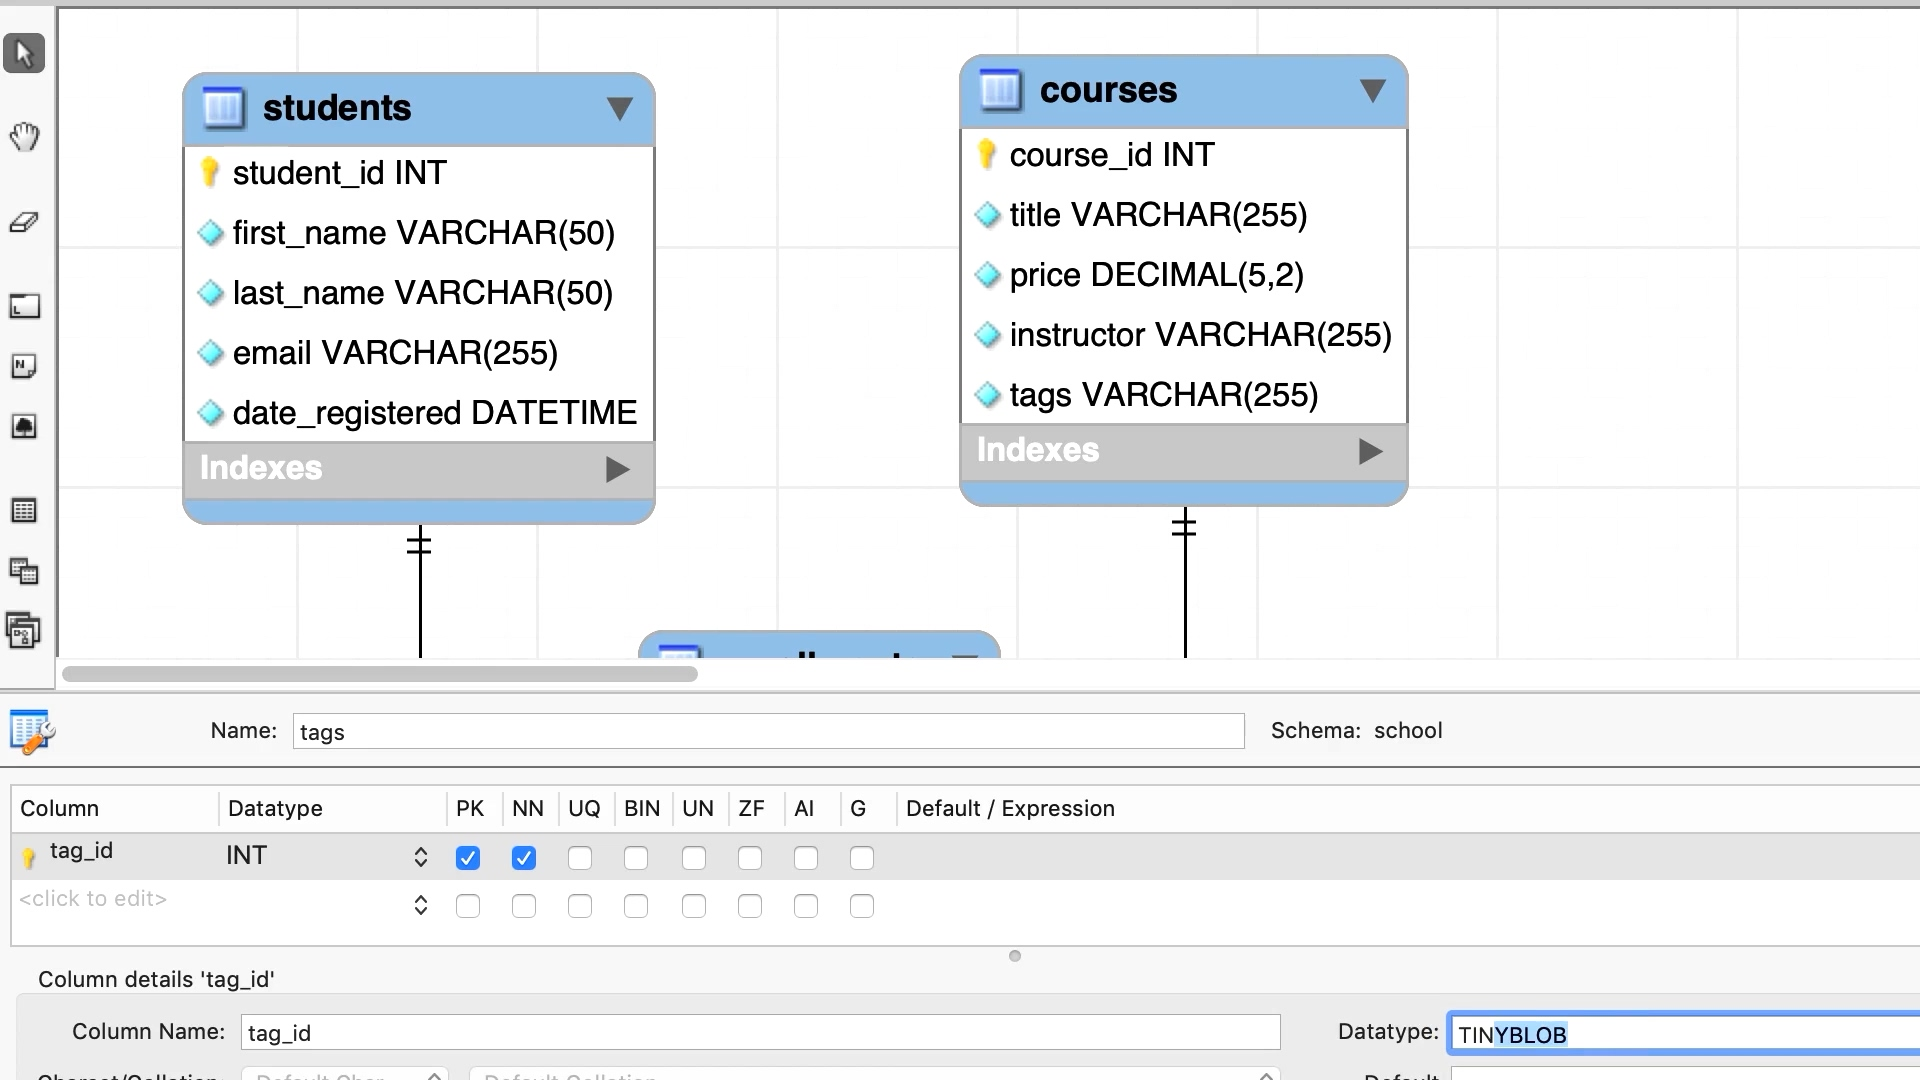 students
student_id INT
first_name VARCHAR(50)
last_name VARCHAR(50)
email VARCHAR(255)
date_registered DATETIME
Indexes
courses
course_id INT
title VARCHAR(255)
price DECIMAL(5,2)
instructor VARCHAR(255)
tags VARCHAR(255)
Indexes
Name: tags Schema: school
Column Datatype PK NN UQ BIN UN ZF AI G Default / Expression
tag_id INT
<click to edit>
Column details 'tag_id'
Column Name: tag_id Datatype: TINYBLOB